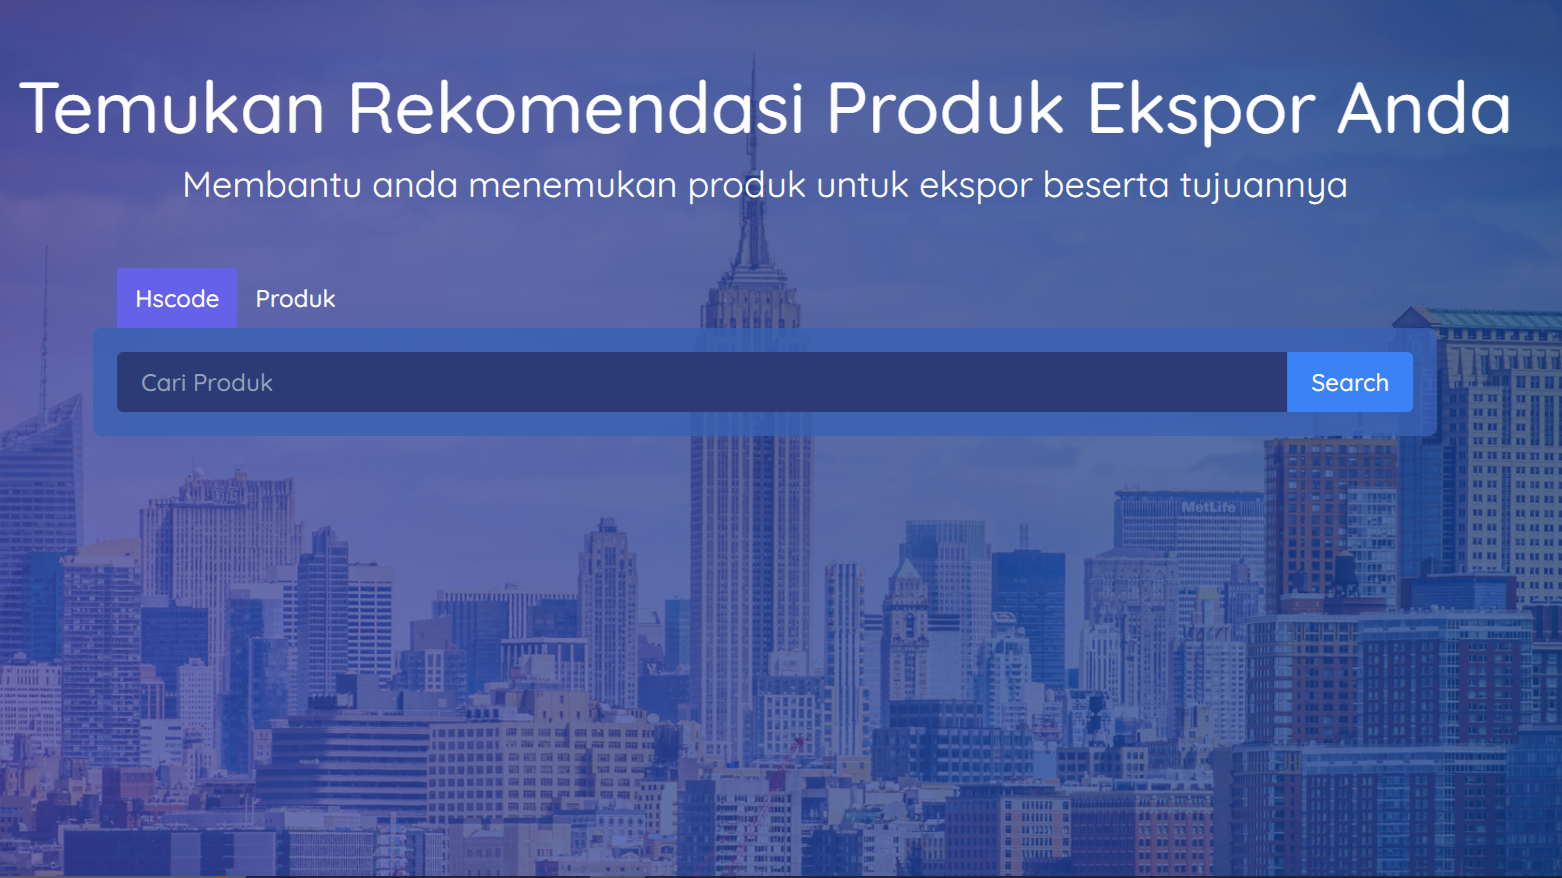 Temukan Rekomendasi Produk Ekspor Anda
Membantu anda menemukan produk untuk ekspor beserta tujuannya
Hscode Produk
Cari Produk Search
MetLife